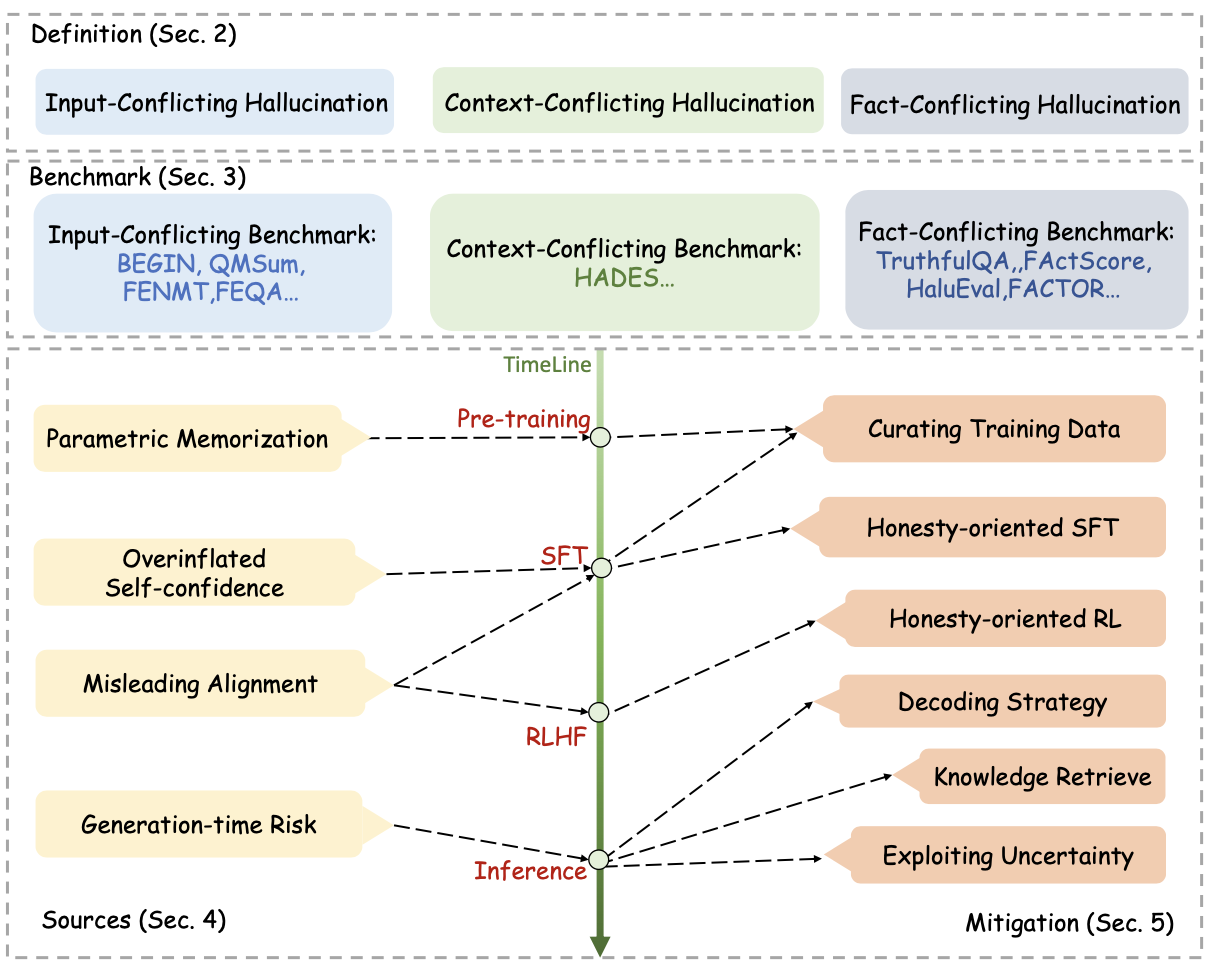 Definition (Sec. 2)
Input-Conflicting Hallucination
Context-Conflicting Hallucination
Fact-Conflicting Hallucination
Benchmark (Sec. 3)
Input-Conflicting Benchmark:
BEGIN, QMSum,
FENMT,FEQA...
Context-Conflicting Benchmark:
HADES...
Fact-Conflicting Benchmark:
TruthfulQA,,FActScore,
HaluEval,FACTOR...
TimeLine
Parametric Memorization
Pre-training
Curating Training Data
Overinflated
Self-confidence
SFT
Honesty-oriented SFT
Misleading Alignment
RLHF
Honesty-oriented RL
Decoding Strategy
Knowledge Retrieve
Generation-time Risk
Inference
Exploiting Uncertainty
Sources (Sec. 4)
Mitigation (Sec. 5)